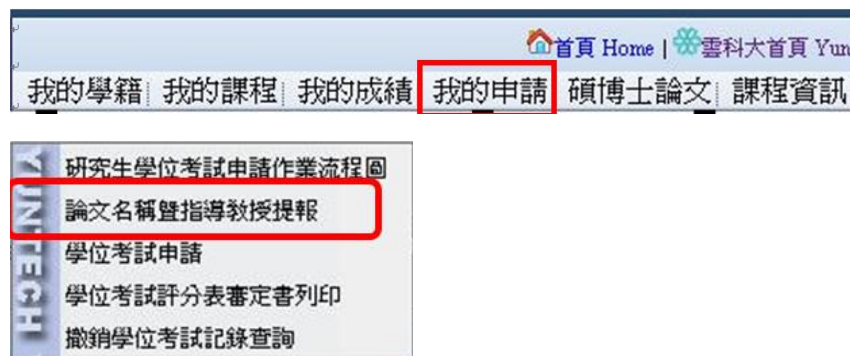 首頁 Home | 雲科大首頁 Yun
我的學籍 我的課程 我的成績 我的申請 碩博士論文 課程資訊
YUNTECH
研究生學位考試申請作業流程圖
論文名稱暨指導教授提報
學位考試申請
學位考試評分表審定書列印
撤銷學位考試記錄查詢